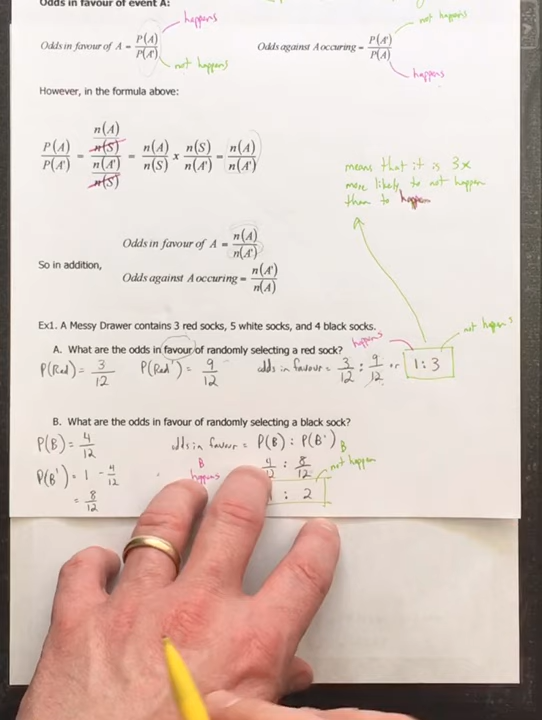 Odds in favour of event A:
happens
not happens
Odds in favour of A = P(A) / P(A')
Odds against A occuring = P(A') / P(A)
not happens
happens
However, in the formula above:
P(A) / P(A') = (n(A) / n(S)) / (n(A') / n(S)) = n(A) / n(S) x n(S) / n(A') = n(A) / n(A')
means that it is 3x
more likely to not happen
than to happen
Odds in favour of A = n(A) / n(A')
So in addition,
Odds against A occuring = n(A') / n(A)
Ex1. A Messy Drawer contains 3 red socks, 5 white socks, and 4 black socks.
happens
not happens
A. What are the odds in favour of randomly selecting a red sock?
P(Red) = 3/12 P(Red') = 9/12 odds in favour = 3/12 : 9/12 or 1:3
B. What are the odds in favour of randomly selecting a black sock?
P(B) = 4/12 odds in favour = P(B) : P(B')
P(B') = 1 - 4/12
= 8/12
B
happens
4/12 : 8/12
B
not happen
: 2